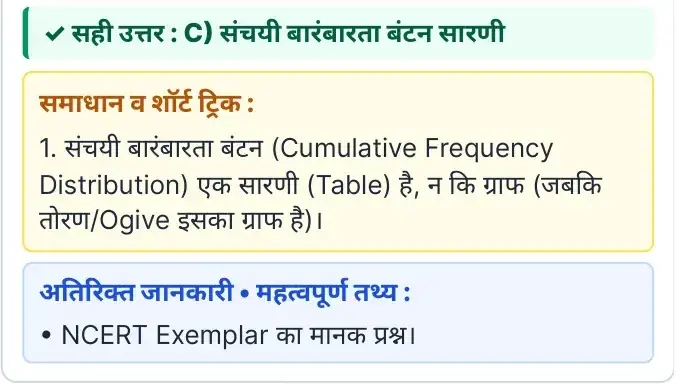 ✓ सही उत्तर : C) संचयी बारंबारता बंटन सारणी
समाधान व शॉर्ट ट्रिक :
1. संचयी बारंबारता बंटन (Cumulative Frequency
Distribution) एक सारणी (Table) है, न कि ग्राफ (जबकि
तोरण/Ogive इसका ग्राफ है)।
अतिरिक्त जानकारी • महत्वपूर्ण तथ्य :
• NCERT Exemplar का मानक प्रश्न।